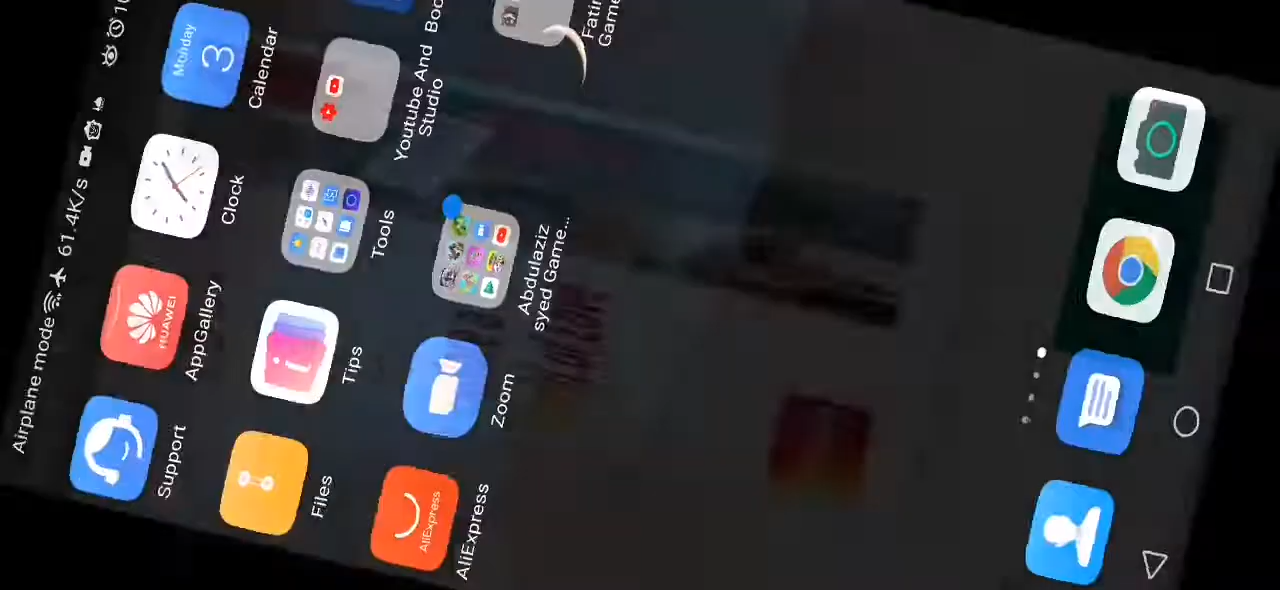 Airplane mode 61.4K/s
Support
AppGallery
HUAWEI
Clock
Calendar
Monday
3
Files
Tips
Tools
Youtube And
Studio
AliExpress
AliExpress
Zoom
Abdulaziz
syed Game...
Game